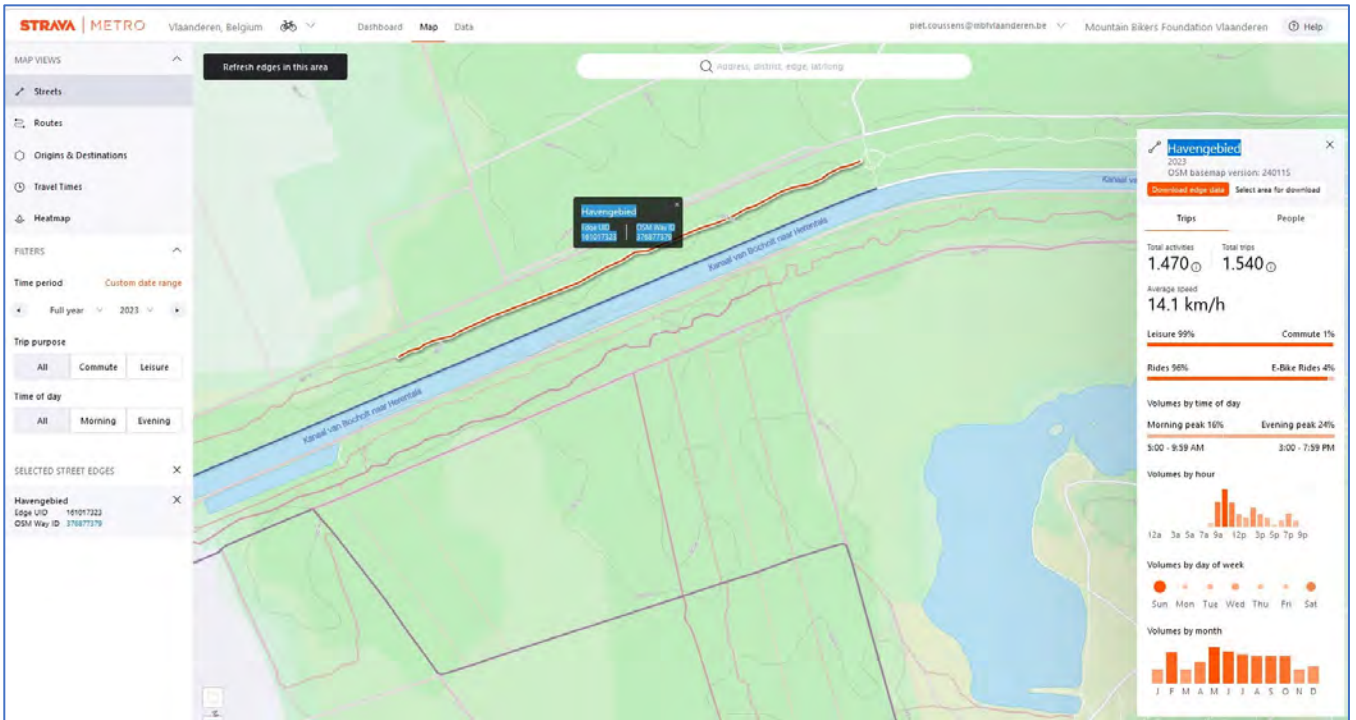 STRAVA | METRO Vlaanderen, Belgium Dashboard Map Data piet.coussens@mbfvlaanderen.be Mountain Bikers Foundation Vlaanderen Help
MAP VIEWS
Streets
Routes
Origins & Destinations
Travel Times
Heatmap
FILTERS
Time period Custom date range
Full year 2023
Trip purpose
All Commute Leisure
Time of day
All Morning Evening
SELECTED STREET EDGES
Havengebied
Edge UID 161017323
OSM Way ID 376877379
Refresh edges in this area
Address, district, edge, lat/long
Havengebied
Edge UID OSM Way ID
161017323 376877379
Kanaal van Bocholt naar Herentals
Kanaal van Bocholt naar Herentals
Kanaal
Havengebied
2023
OSM basemap version: 240115
Download edge data Select area for download
Trips People
Total activities Total trips
1.470 1.540
Average speed
14.1 km/h
Leisure 99% Commute 1%
Rides 96% E-Bike Rides 4%
Volumes by time of day
Morning peak 16% Evening peak 24%
5:00 - 9:59 AM 3:00 - 7:59 PM
Volumes by hour
12a 3a 5a 7a 9a 12p 3p 5p 7p 9p
Volumes by day of week
Sun Mon Tue Wed Thu Fri Sat
Volumes by month
J F M A M J J A S O N D